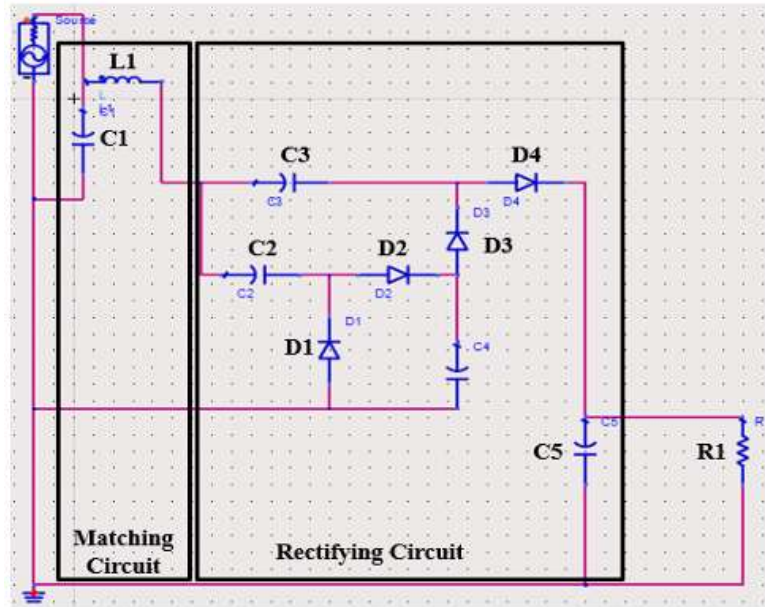 Source
L1
L
C1
C3
D4
C3
D3
D4
D3
C2
D2
C2
D2
D1
D1
C4
C5
C5
R
R1
Matching
Circuit
Rectifying Circuit